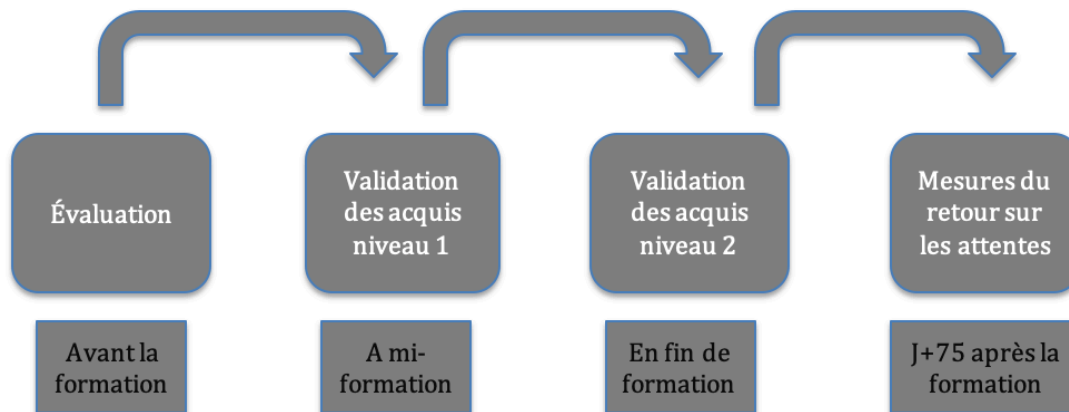 Évaluation
Validation
des acquis
niveau 1
Validation
des acquis
niveau 2
Mesures du
retour sur
les attentes
Avant la
formation
A mi-
formation
En fin de
formation
J+75 après la
formation